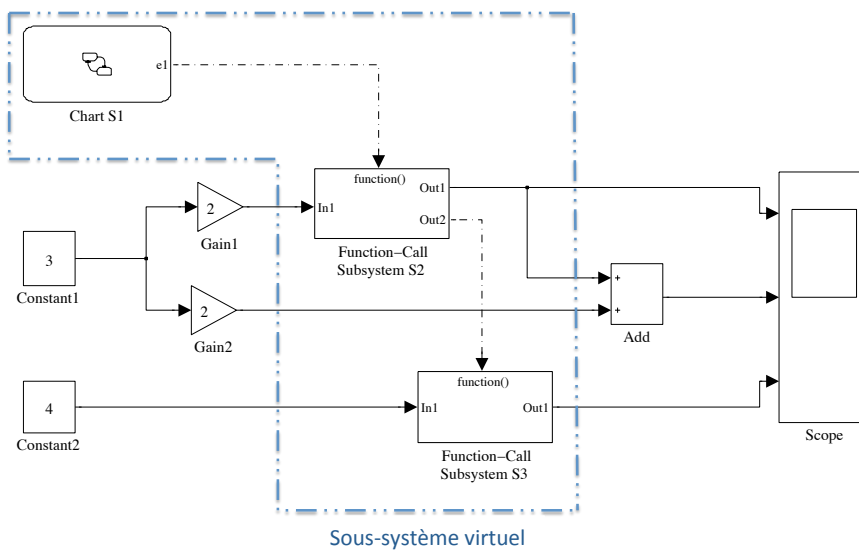 e1
Chart S1
function()
In1
Out1
Out2
Function−Call
Subsystem S2
2
Gain1
3
Constant1
2
Gain2
+
+
Add
4
Constant2
function()
In1
Out1
Function−Call
Subsystem S3
Scope
Sous-système virtuel